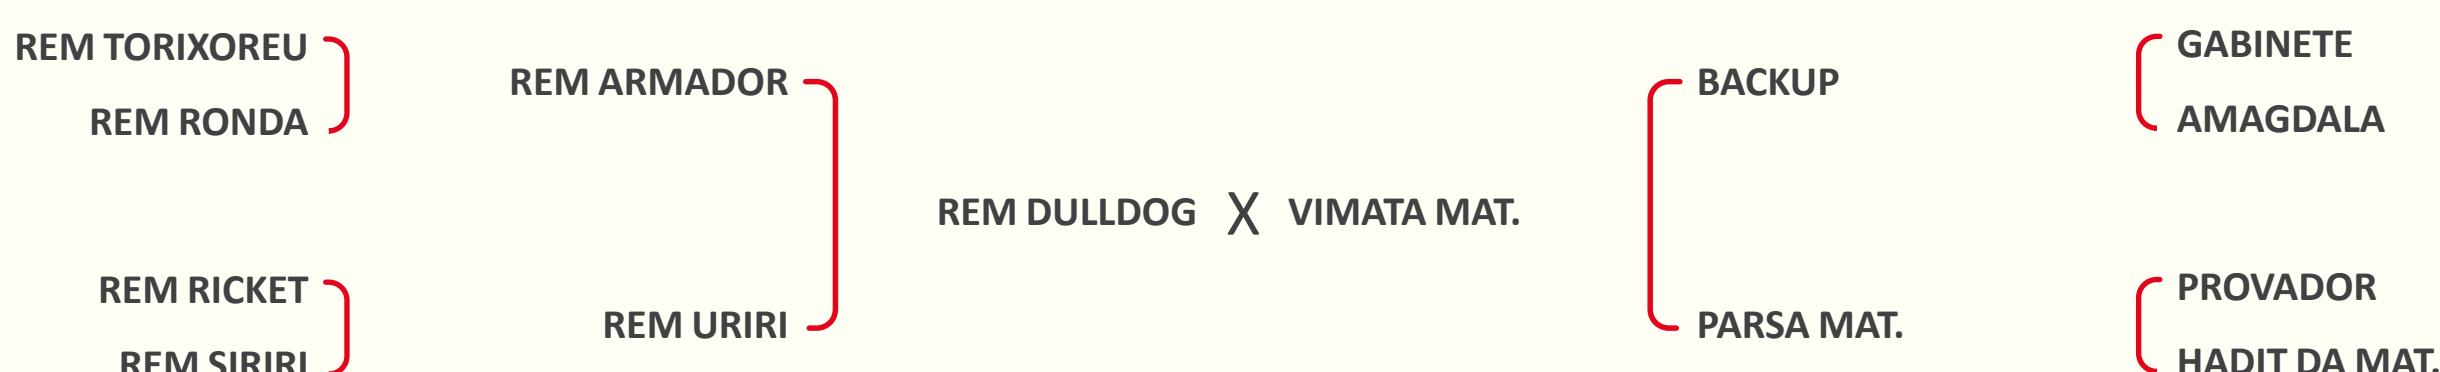 REM TORIXOREU
REM RONDA
REM ARMADOR
REM RICKET
REM SIRIRI
REM URIRI
REM DULLDOG X VIMATA MAT.
BACKUP
GABINETE
AMAGDALA
PARSA MAT.
PROVADOR
HADIT DA MAT.